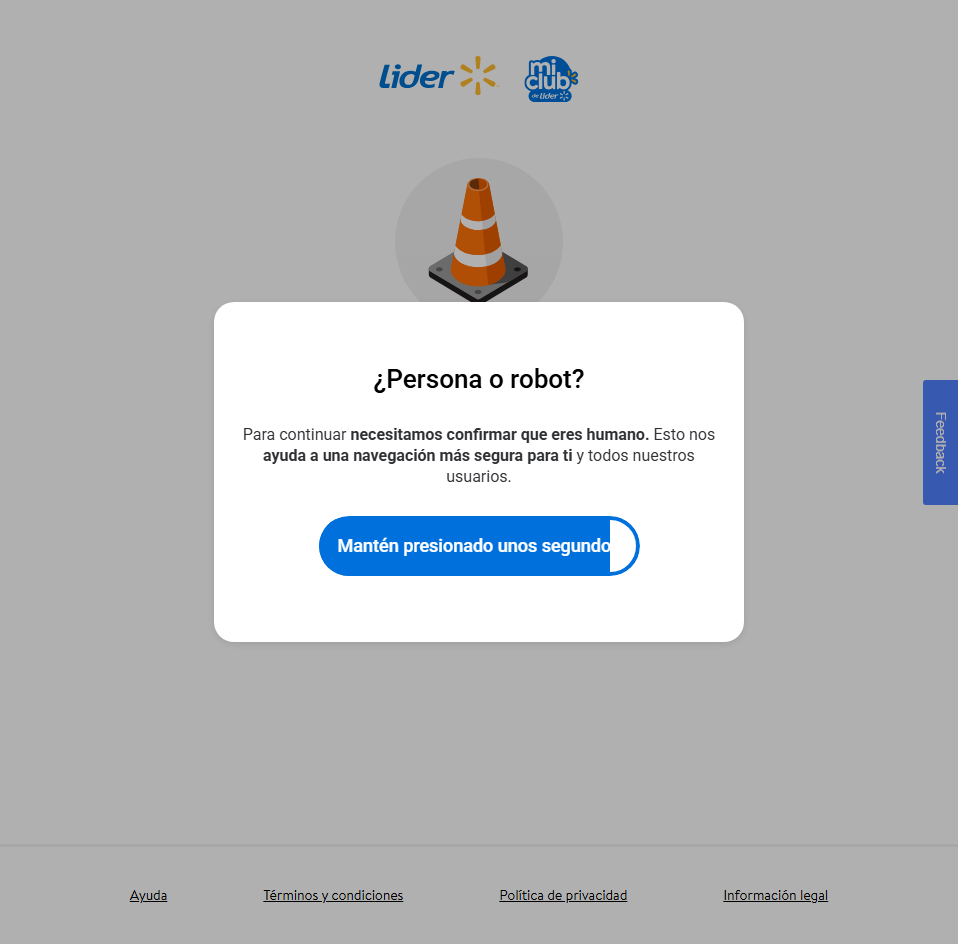 Lider
mi
club
de Lider
Feedback
¿Persona o robot?
Para continuar necesitamos confirmar que eres humano. Esto nos
ayuda a una navegación más segura para ti y todos nuestros
usuarios.
Mantén presionado unos segundo
Ayuda
Términos y condiciones
Política de privacidad
Información legal